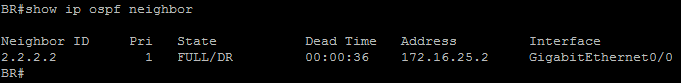 BR#show ip ospf neighbor
Neighbor ID     Pri   State           Dead Time   Address         Interface
2.2.2.2           1   FULL/DR         00:00:36    172.16.25.2     GigabitEthernet0/0
BR#